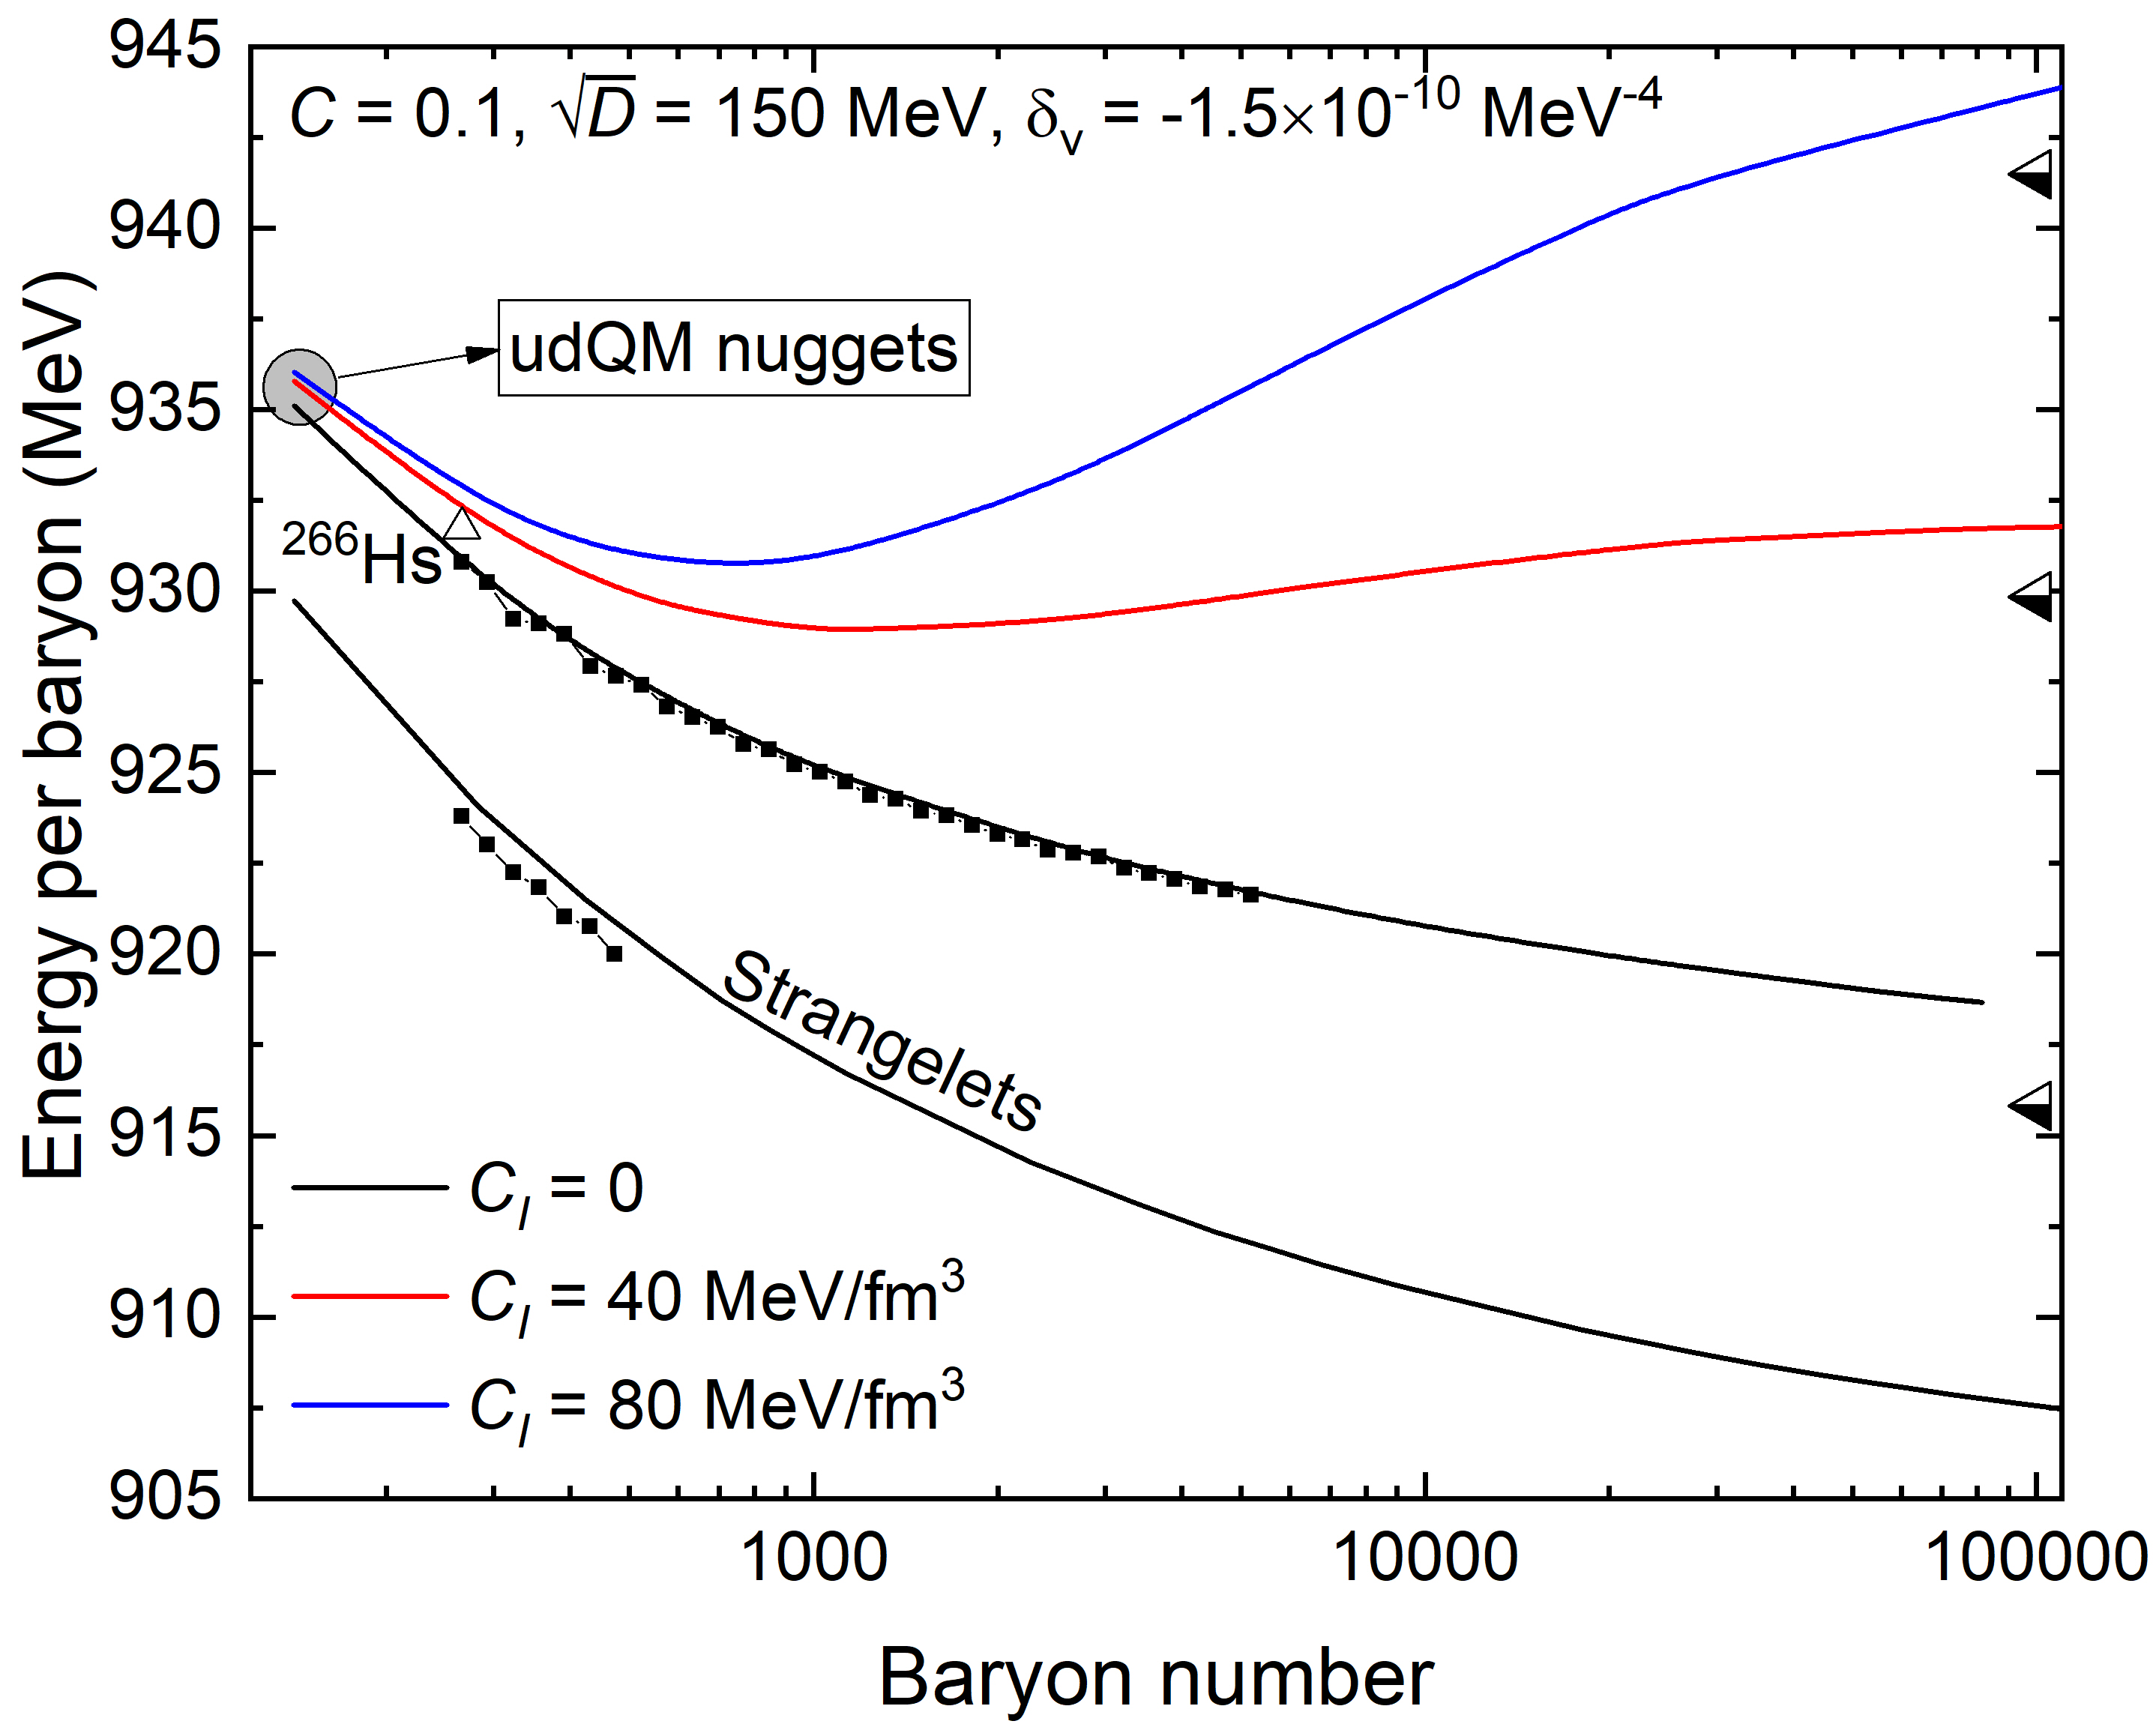 945
C = 0.1, √D = 150 MeV, δv = -1.5×10-10 MeV-4
940
udQM nuggets
935
266Hs
930
925
920
Strangelets
915
CI = 0
910
CI = 40 MeV/fm3
CI = 80 MeV/fm3
905
Energy per baryon (MeV)
1000 10000 100000
Baryon number